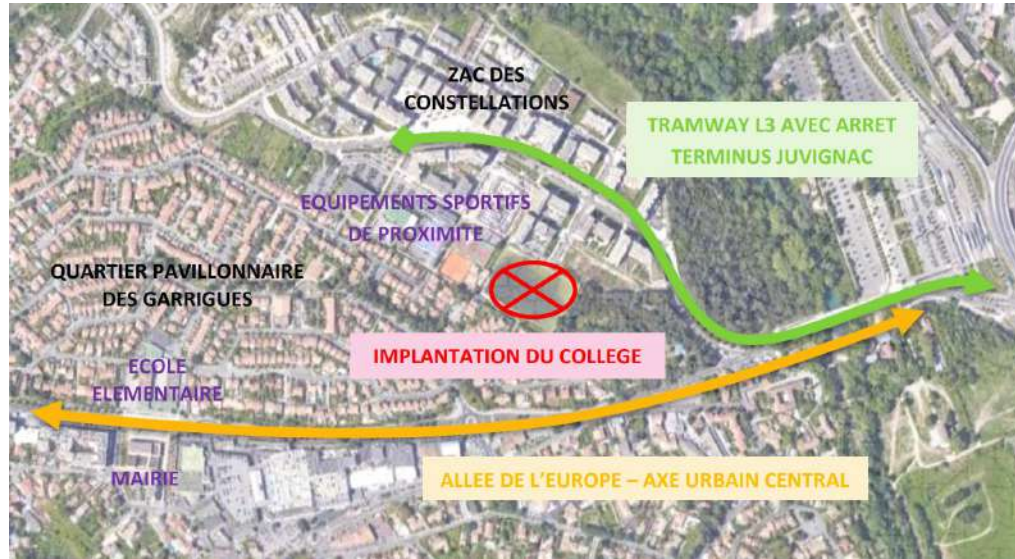 ZAC DES
CONSTELLATIONS
TRAMWAY L3 AVEC ARRET
TERMINUS JUVIGNAC
EQUIPEMENTS SPORTIFS
DE PROXIMITE
QUARTIER PAVILLONNAIRE
DES GARRIGUES
IMPLANTATION DU COLLEGE
ECOLE
ELEMENTAIRE
MAIRIE
ALLEE DE L'EUROPE – AXE URBAIN CENTRAL